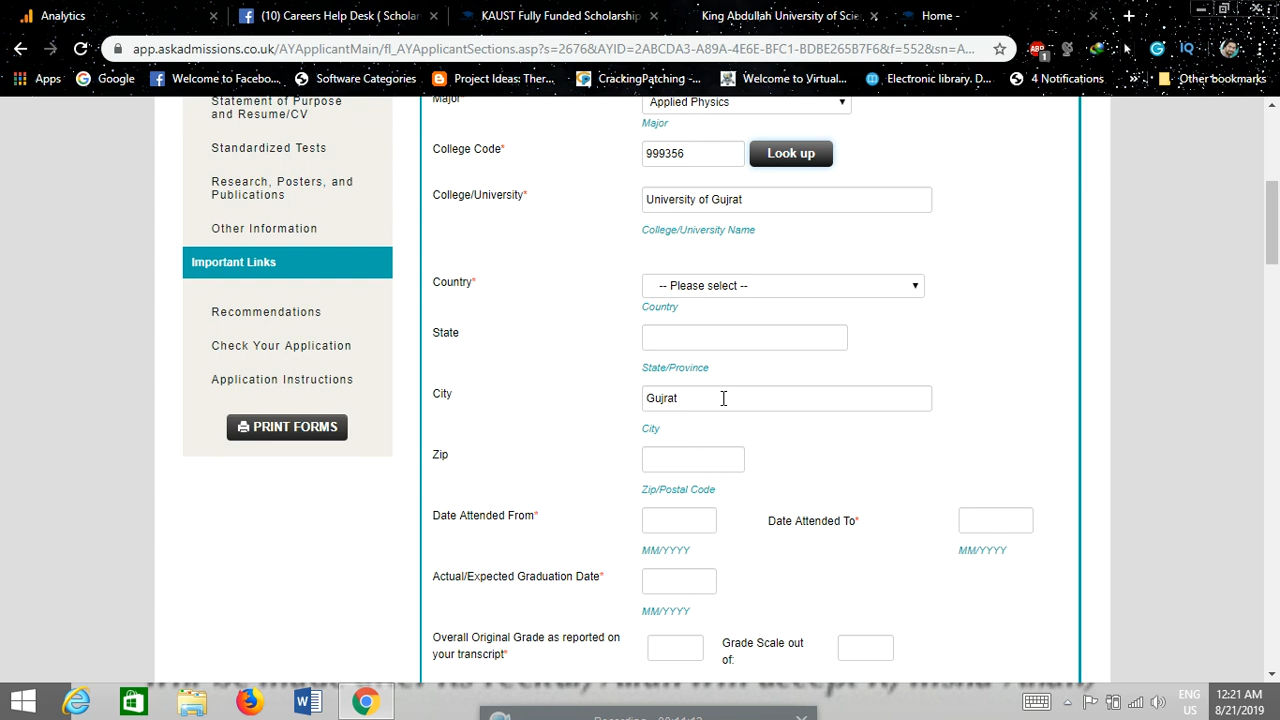 Analytics
(10) Careers Help Desk ( Scholar
KAUST Fully Funded Scholarship
King Abdullah University of Scie
Home -
app.askadmissions.co.uk/AYApplicantMain/fl_AYApplicantSections.asp?s=2676&AYID=2ABCDA3-A89A-4E6E-BFC1-BDBE265B7F6&f=552&sn=A...
Apps
Google
Welcome to Facebo...
Software Categories
Project Ideas: Ther...
CrackingPatching -...
Welcome to Virtual...
Electronic library. D...
4 Notifications
Other bookmarks
Statement of Purpose
and Resume/CV
Standardized Tests
Research, Posters, and
Publications
Other Information
Important Links
Recommendations
Check Your Application
Application Instructions
PRINT FORMS
Major*
Applied Physics
Major
College Code*
999356
Look up
College/University*
University of Gujrat
College/University Name
Country*
-- Please select --
Country
State
State/Province
City
Gujrat
City
Zip
Zip/Postal Code
Date Attended From*
Date Attended To*
MM/YYYY
MM/YYYY
Actual/Expected Graduation Date*
MM/YYYY
Overall Original Grade as reported on
your transcript*
Grade Scale out
of:
ENG
US
12:21 AM
8/21/2019